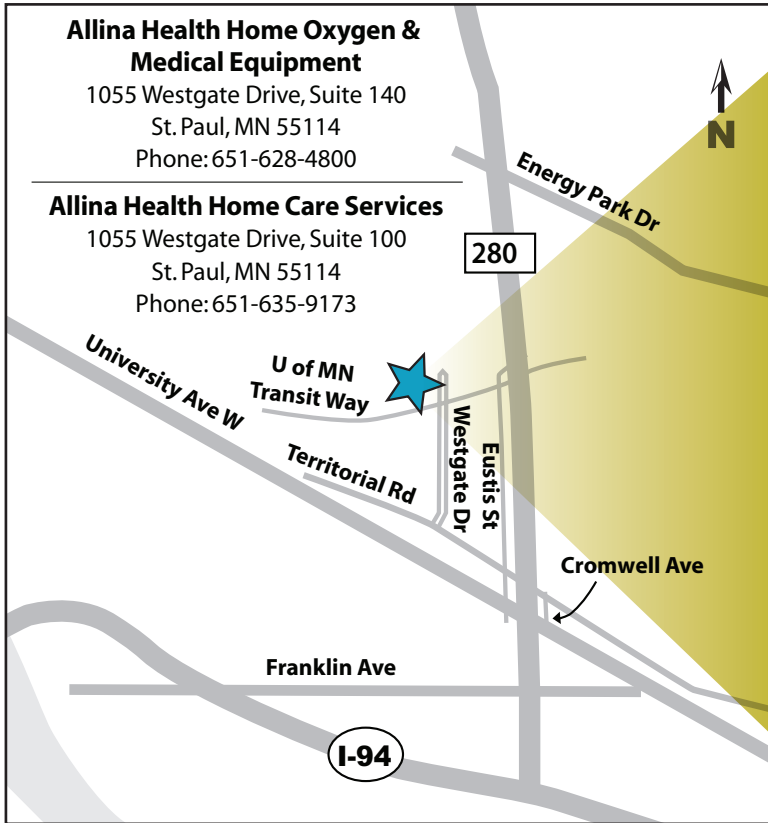 Allina Health Home Oxygen &
Medical Equipment
1055 Westgate Drive, Suite 140
St. Paul, MN 55114
Phone: 651-628-4800
Allina Health Home Care Services
1055 Westgate Drive, Suite 100
St. Paul, MN 55114
Phone: 651-635-9173
N
Energy Park Dr
280
University Ave W
U of MN
Transit Way
Territorial Rd
Westgate Dr
Eustis St
Cromwell Ave
Franklin Ave
I-94